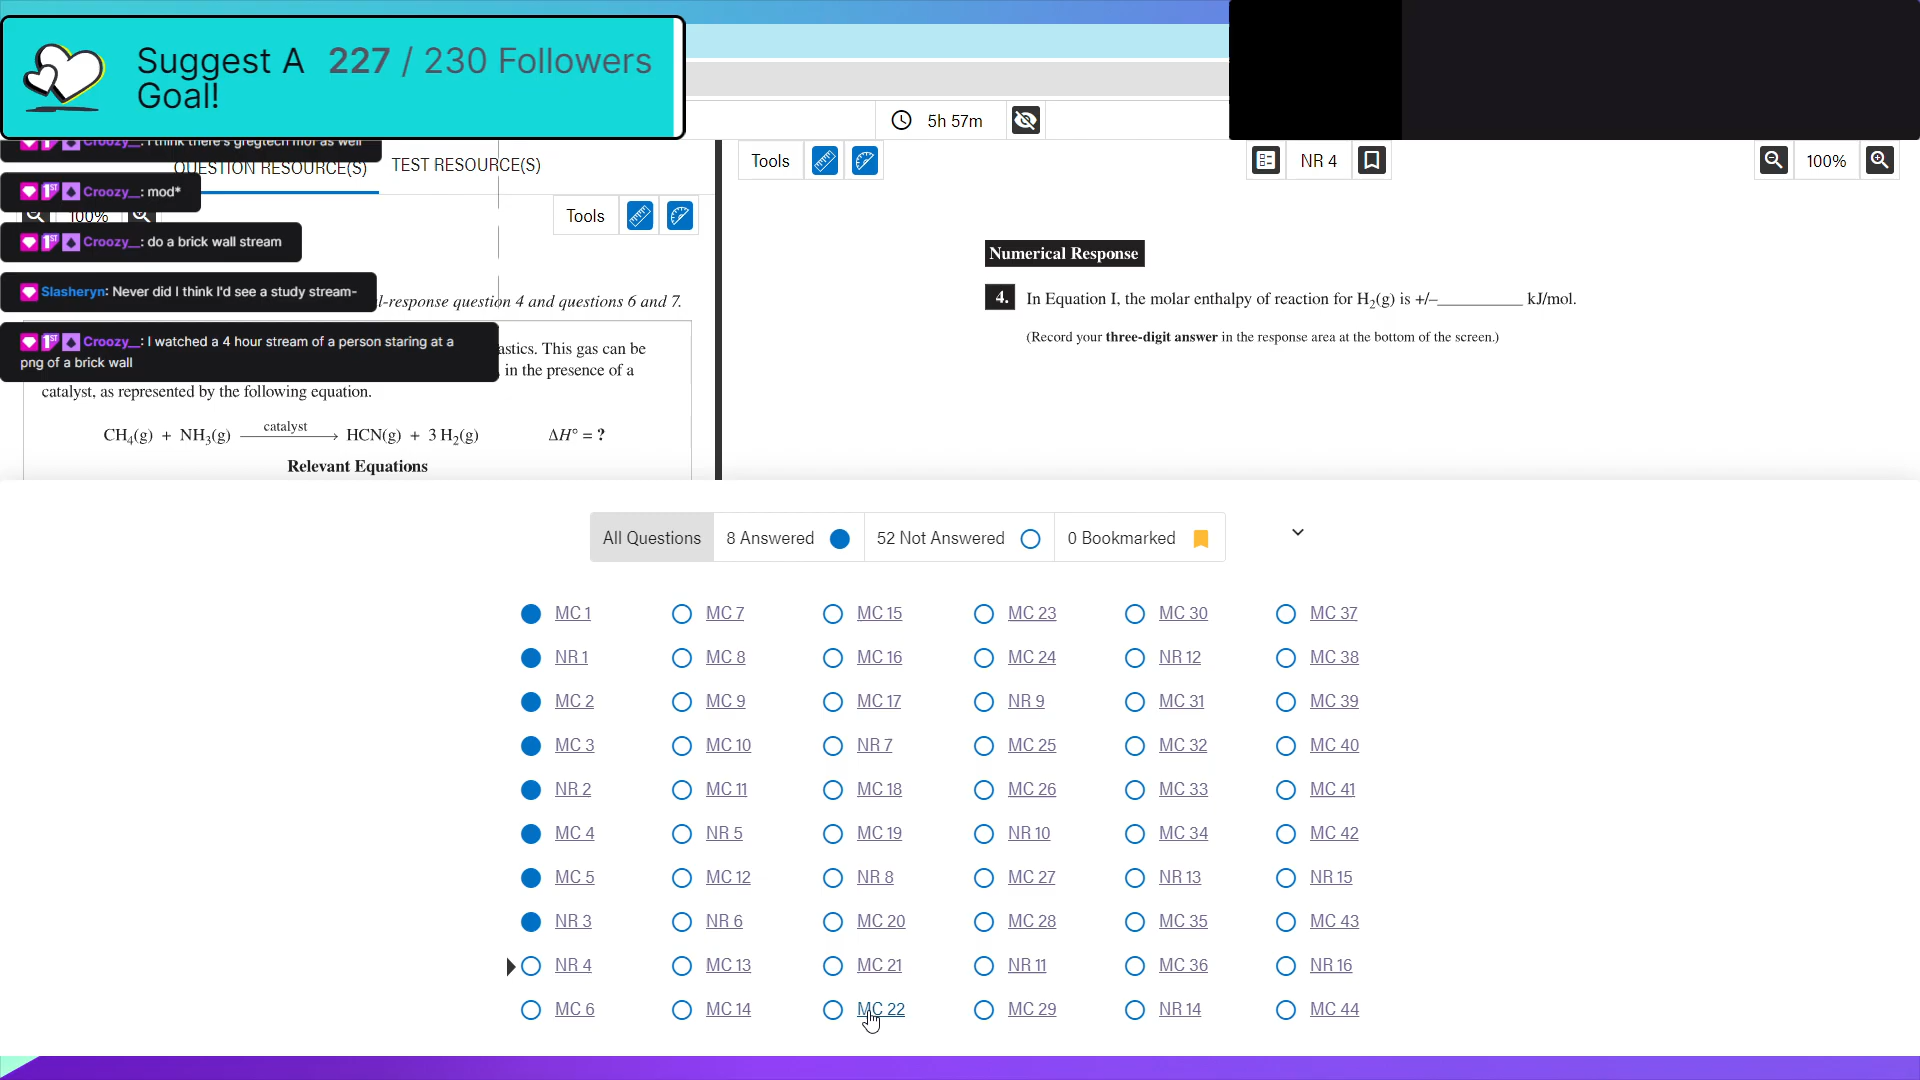 Suggest A
Goal!
227 / 230 Followers
5h 57m
Croozy__: I think there's gregtech mof as well
QUESTION RESOURCE(S)
TEST RESOURCE(S)
Croozy__: mod*
100%
Tools
Croozy__: do a brick wall stream
Slasheryn: Never did I think I'd see a study stream-
l-response question 4 and questions 6 and 7.
Croozy__: I watched a 4 hour stream of a person staring at a
png of a brick wall
astics. This gas can be
in the presence of a
catalyst, as represented by the following equation.
CH4(g) + NH3(g) catalyst → HCN(g) + 3 H2(g) ΔH° = ?
Relevant Equations
Tools
NR 4
100%
Numerical Response
4. In Equation I, the molar enthalpy of reaction for H2(g) is +/–__________ kJ/mol.
(Record your three-digit answer in the response area at the bottom of the screen.)
All Questions
8 Answered
52 Not Answered
0 Bookmarked
MC 1
NR 1
MC 2
MC 3
NR 2
MC 4
MC 5
NR 3
NR 4
MC 6
MC 7
MC 8
MC 9
MC 10
MC 11
NR 5
MC 12
NR 6
MC 13
MC 14
MC 15
MC 16
MC 17
NR 7
MC 18
MC 19
NR 8
MC 20
MC 21
MC 22
MC 23
MC 24
NR 9
MC 25
MC 26
NR 10
MC 27
MC 28
NR 11
MC 29
MC 30
NR 12
MC 31
MC 32
MC 33
MC 34
NR 13
MC 35
MC 36
NR 14
MC 37
MC 38
MC 39
MC 40
MC 41
MC 42
NR 15
MC 43
NR 16
MC 44